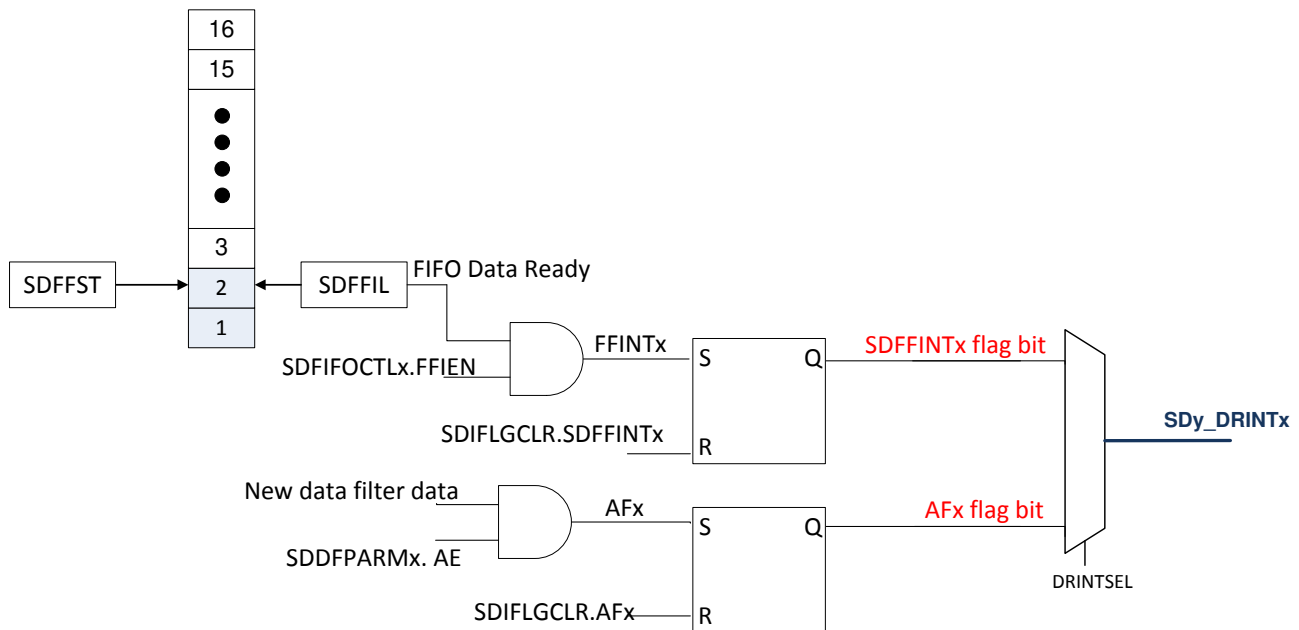 16
15
3
SDFFST
2
SDFFIL
FIFO Data Ready
1
FFINTx
SDFIFOCTLx.FFIEN
S
Q
SDFFINTx flag bit
SDIFLGCLR.SDFFINTx
R
SDy_DRINTx
New data filter data
AFx
SDDFPARMx. AE
S
Q
AFx flag bit
DRINTSEL
SDIFLGCLR.AFx
R